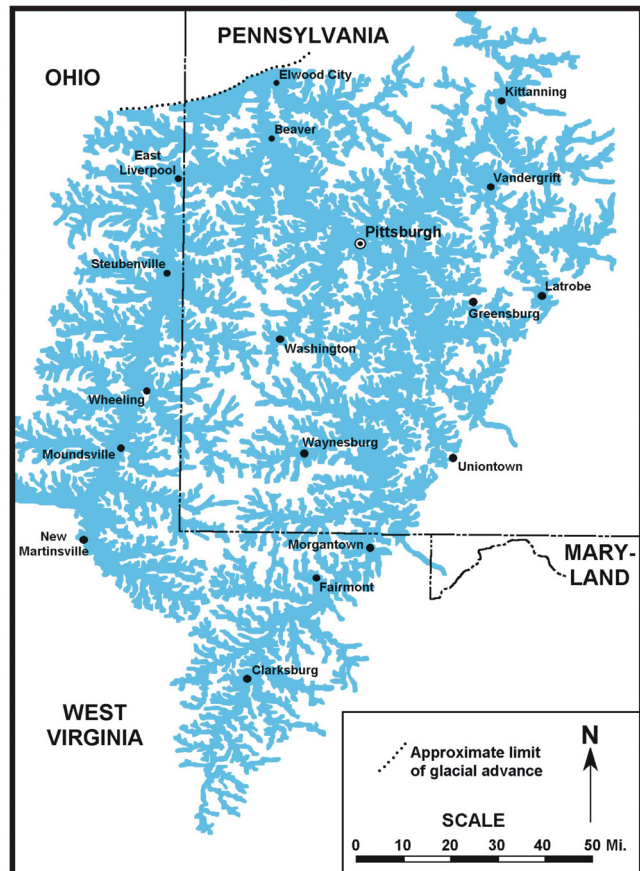 PENNSYLVANIA
OHIO
Elwood City
Kittanning
Beaver
East
Liverpool
Vandergrift
Pittsburgh
Steubenville
Latrobe
Greensburg
Washington
Wheeling
Waynesburg
Moundsville
Uniontown
New
Martinsville
Morgantown
MARY-
LAND
Fairmont
Clarksburg
WEST
VIRGINIA
Approximate limit
of glacial advance
N
SCALE
0 10 20 30 40 50 Mi.